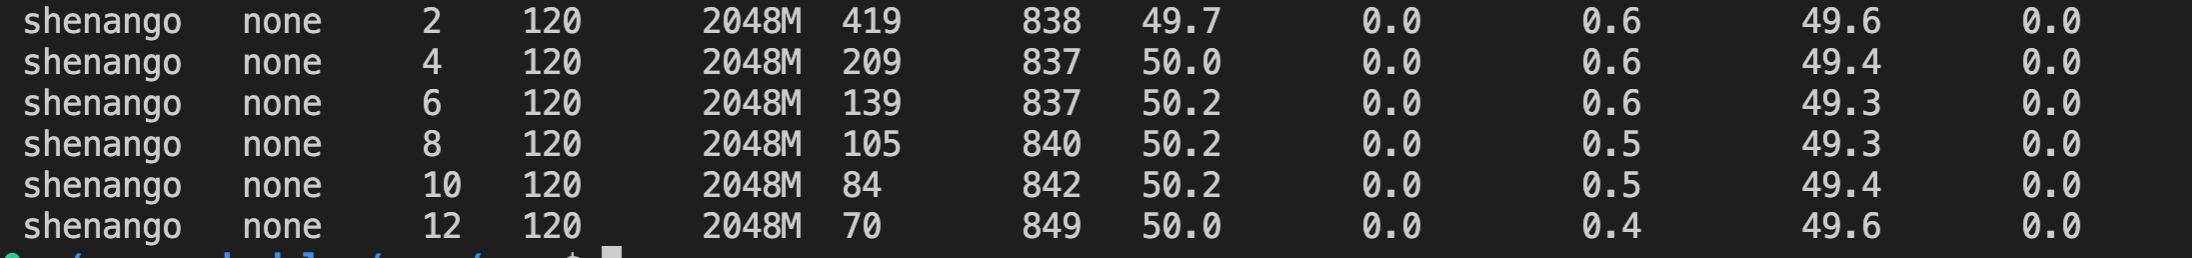 shenango none 2 120 2048M 419 838 49.7 0.0 0.6 49.6 0.0
shenango none 4 120 2048M 209 837 50.0 0.0 0.6 49.4 0.0
shenango none 6 120 2048M 139 837 50.2 0.0 0.6 49.3 0.0
shenango none 8 120 2048M 105 840 50.2 0.0 0.5 49.3 0.0
shenango none 10 120 2048M 84 842 50.2 0.0 0.5 49.4 0.0
shenango none 12 120 2048M 70 849 50.0 0.0 0.4 49.6 0.0